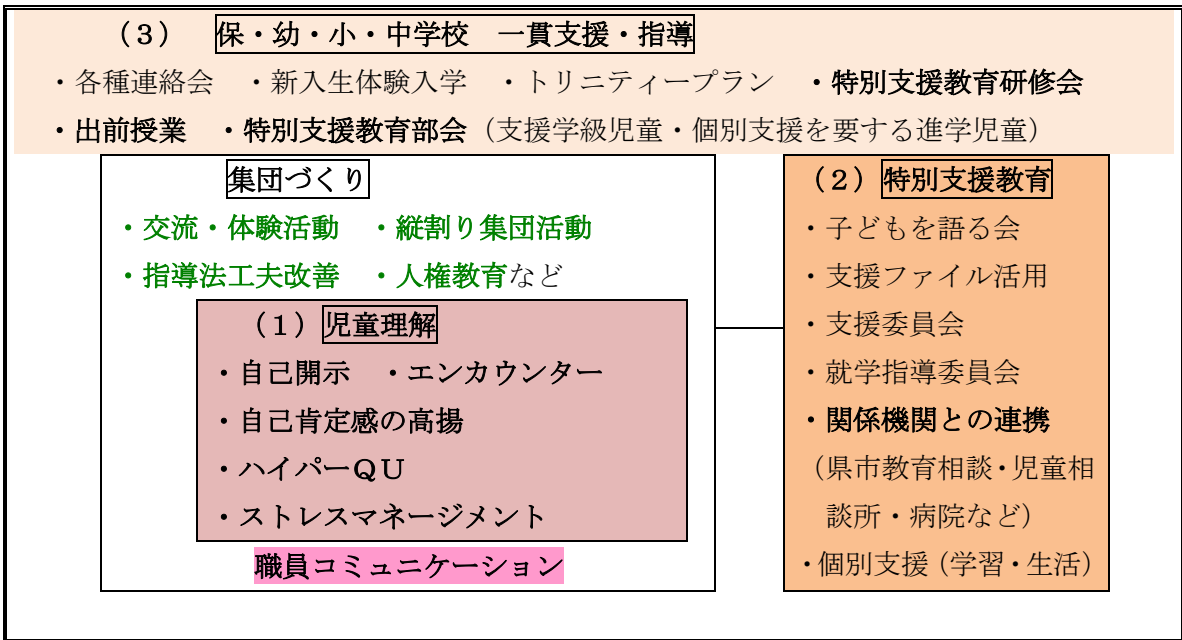 （３）　保・幼・小・中学校　一貫支援・指導
・各種連絡会　・新入生体験入学　・トリニティープラン　・特別支援教育研修会
・出前授業　・特別支援教育部会（支援学級児童・個別支援を要する進学児童）
集団づくり
・交流・体験活動　・縦割り集団活動
・指導法工夫改善　・人権教育など
（１）児童理解
・自己開示　・エンカウンター
・自己肯定感の高揚
・ハイパーＱＵ
・ストレスマネージメント
職員コミュニケーション
（２）特別支援教育
・子どもを語る会
・支援ファイル活用
・支援委員会
・就学指導委員会
・関係機関との連携
（県市教育相談・児童相
談所・病院など）
・個別支援（学習・生活）